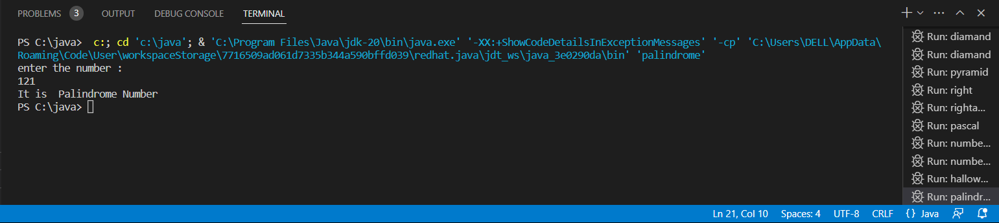 PROBLEMS 3 OUTPUT DEBUG CONSOLE TERMINAL
PS C:\java>  c:; cd 'c:\java'; & 'C:\Program Files\Java\jdk-20\bin\java.exe' '-XX:+ShowCodeDetailsInExceptionMessages' '-cp' 'C:\Users\DELL\AppData\
Roaming\Code\User\workspaceStorage\7716509ad061d7335b344a590bffd039\redhat.java\jdt_ws\java_3e0290da\bin' 'palindrome'
enter the number :
121
It is  Palindrome Number
PS C:\java>
Run: diamand
Run: diamand
Run: pyramid
Run: right
Run: righta...
Run: pascal
Run: numbe...
Run: numbe...
Run: hallow...
Run: palindr...
Ln 21, Col 10 Spaces: 4 UTF-8 CRLF {} Java